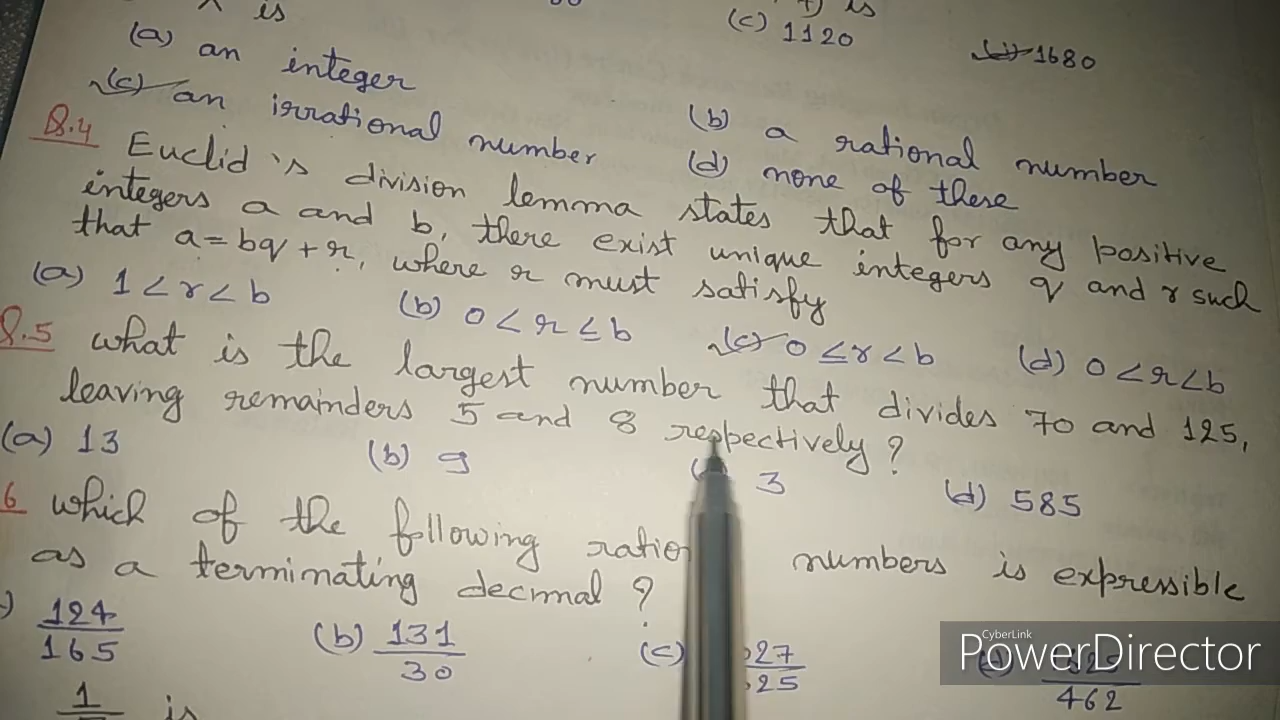 is
is
(c) 1120
1680
(a) an integer
(b) a rational number
(c) an irrational number
(d) none of these
Q.4 Euclid's division lemma states that for any positive
integers a and b, there exist unique integers q and r such
that a = bq + r, where r must satisfy
(a) 1 < r < b (b) 0 < r ≤ b (c) 0 ≤ r < b (d) 0 < r < b
Q.5 what is the largest number that divides 70 and 125,
leaving remainders 5 and 8 respectively?
(a) 13 (b) 9 3 (d) 585
6 which of the following numbers is expressible
as a terminating decimal?
124/165 (b) 131/30 (c) 27/25 462
1 is
CyberLink
PowerDirector